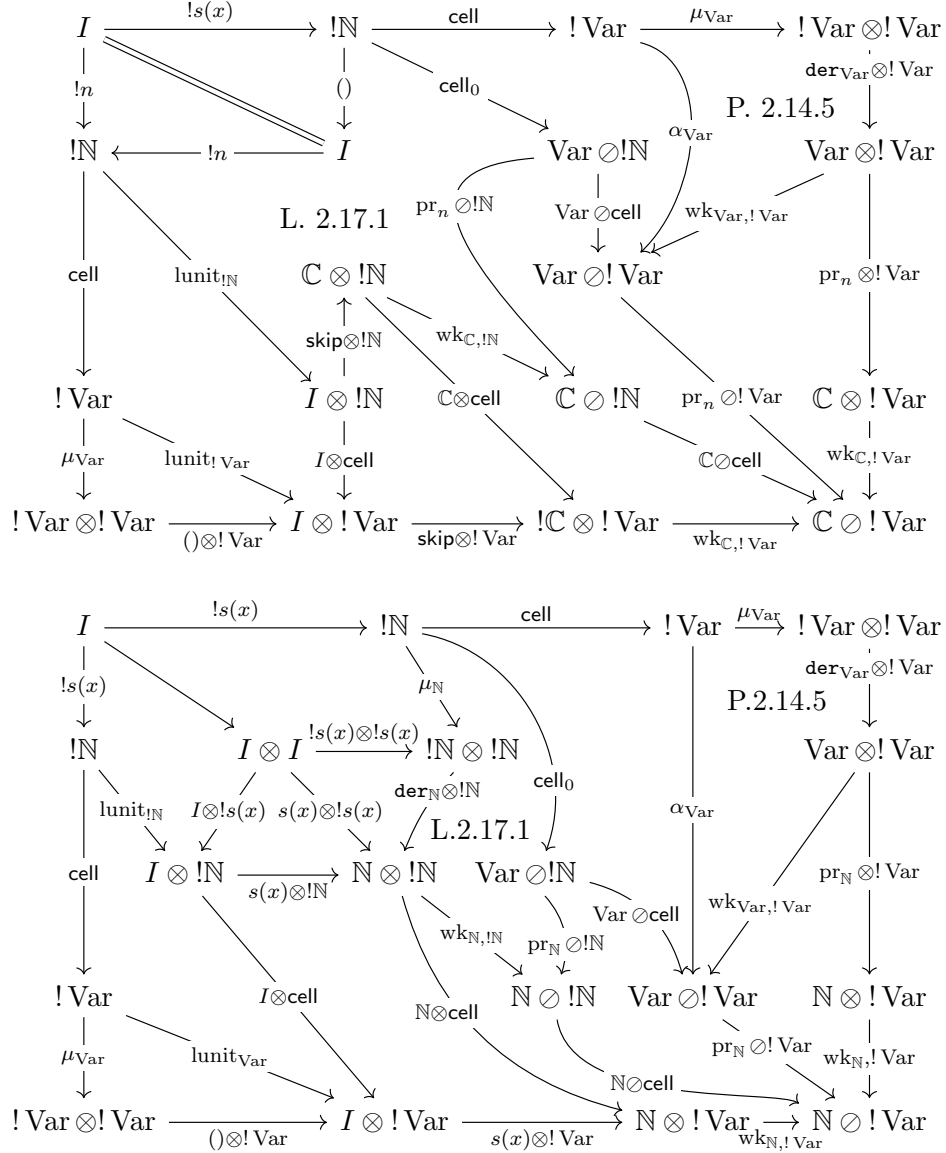 I !s(x) !ℕ cell ! Var μ_Var ! Var ⊗! Var
!n () cell₀ der_Var⊗! Var
α_Var P. 2.14.5
!ℕ !n I Var ⊘!ℕ Var ⊗! Var
pr_n ⊘!ℕ Var ⊘cell wk_Var,! Var
L. 2.17.1
cell lunit_!ℕ ℂ ⊗ !ℕ Var ⊘! Var pr_n ⊗! Var
skip⊗!ℕ wk_ℂ,!ℕ
! Var I ⊗ !ℕ ℂ⊗cell ℂ ⊘ !ℕ pr_n ⊘! Var ℂ ⊗ ! Var
μ_Var lunit_! Var I⊗cell ℂ⊘cell wk_ℂ,! Var
! Var ⊗! Var ()⊗! Var I ⊗ ! Var skip⊗! Var !ℂ ⊗ ! Var wk_ℂ,! Var ℂ ⊘ ! Var
I !s(x) !ℕ cell ! Var μ_Var ! Var ⊗! Var
!s(x) μ_ℕ der_Var⊗! Var
P.2.14.5
!ℕ I ⊗ I !s(x)⊗!s(x) !ℕ ⊗ !ℕ cell₀ Var ⊗! Var
lunit_!ℕ I⊗!s(x) s(x)⊗!s(x) der_ℕ⊗!ℕ α_Var
L.2.17.1
cell I ⊗ !ℕ s(x)⊗!ℕ ℕ ⊗ !ℕ Var ⊘!ℕ pr_ℕ ⊗! Var
wk_ℕ,!ℕ pr_ℕ ⊘!ℕ Var ⊘cell wk_Var,! Var
! Var I⊗cell ℕ⊗cell ℕ ⊘ !ℕ Var ⊘! Var ℕ ⊗ ! Var
μ_Var lunit_Var ℕ⊘cell pr_ℕ ⊘! Var wk_ℕ,! Var
! Var ⊗! Var ()⊗! Var I ⊗ ! Var s(x)⊗! Var ℕ ⊗ ! Var wk_ℕ,! Var ℕ ⊘ ! Var